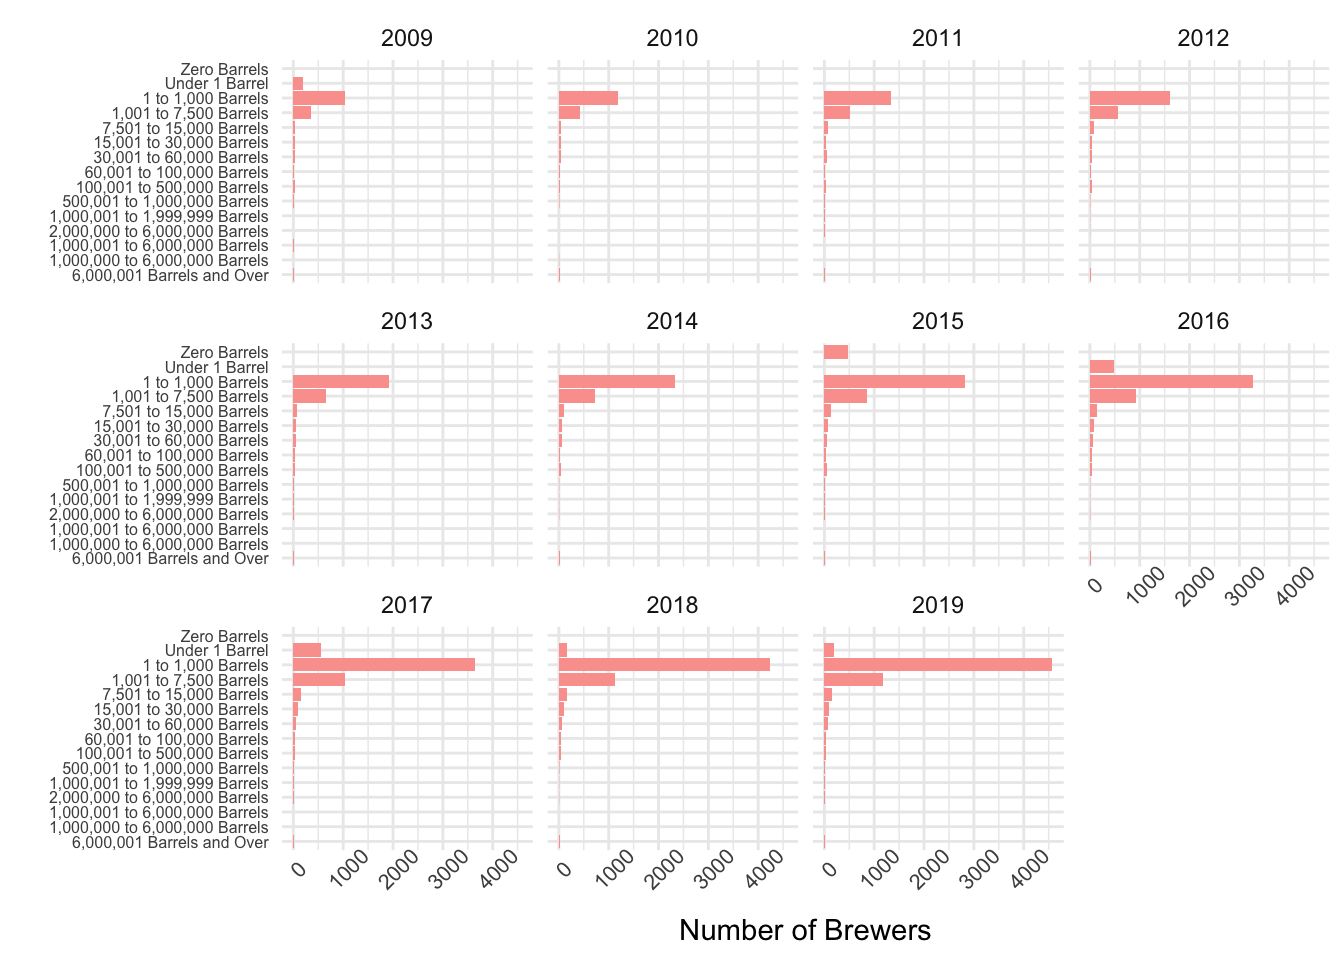 2009 2010 2011 2012
Zero Barrels
Under 1 Barrel
1 to 1,000 Barrels
1,001 to 7,500 Barrels
7,501 to 15,000 Barrels
15,001 to 30,000 Barrels
30,001 to 60,000 Barrels
60,001 to 100,000 Barrels
100,001 to 500,000 Barrels
500,001 to 1,000,000 Barrels
1,000,001 to 1,999,999 Barrels
2,000,000 to 6,000,000 Barrels
1,000,001 to 6,000,000 Barrels
1,000,000 to 6,000,000 Barrels
6,000,001 Barrels and Over
2013 2014 2015 2016
Zero Barrels
Under 1 Barrel
1 to 1,000 Barrels
1,001 to 7,500 Barrels
7,501 to 15,000 Barrels
15,001 to 30,000 Barrels
30,001 to 60,000 Barrels
60,001 to 100,000 Barrels
100,001 to 500,000 Barrels
500,001 to 1,000,000 Barrels
1,000,001 to 1,999,999 Barrels
2,000,000 to 6,000,000 Barrels
1,000,001 to 6,000,000 Barrels
1,000,000 to 6,000,000 Barrels
6,000,001 Barrels and Over
0 1000 2000 3000 4000
2017 2018 2019
Zero Barrels
Under 1 Barrel
1 to 1,000 Barrels
1,001 to 7,500 Barrels
7,501 to 15,000 Barrels
15,001 to 30,000 Barrels
30,001 to 60,000 Barrels
60,001 to 100,000 Barrels
100,001 to 500,000 Barrels
500,001 to 1,000,000 Barrels
1,000,001 to 1,999,999 Barrels
2,000,000 to 6,000,000 Barrels
1,000,001 to 6,000,000 Barrels
1,000,000 to 6,000,000 Barrels
6,000,001 Barrels and Over
0 1000 2000 3000 4000 0 1000 2000 3000 4000 0 1000 2000 3000 4000
Number of Brewers